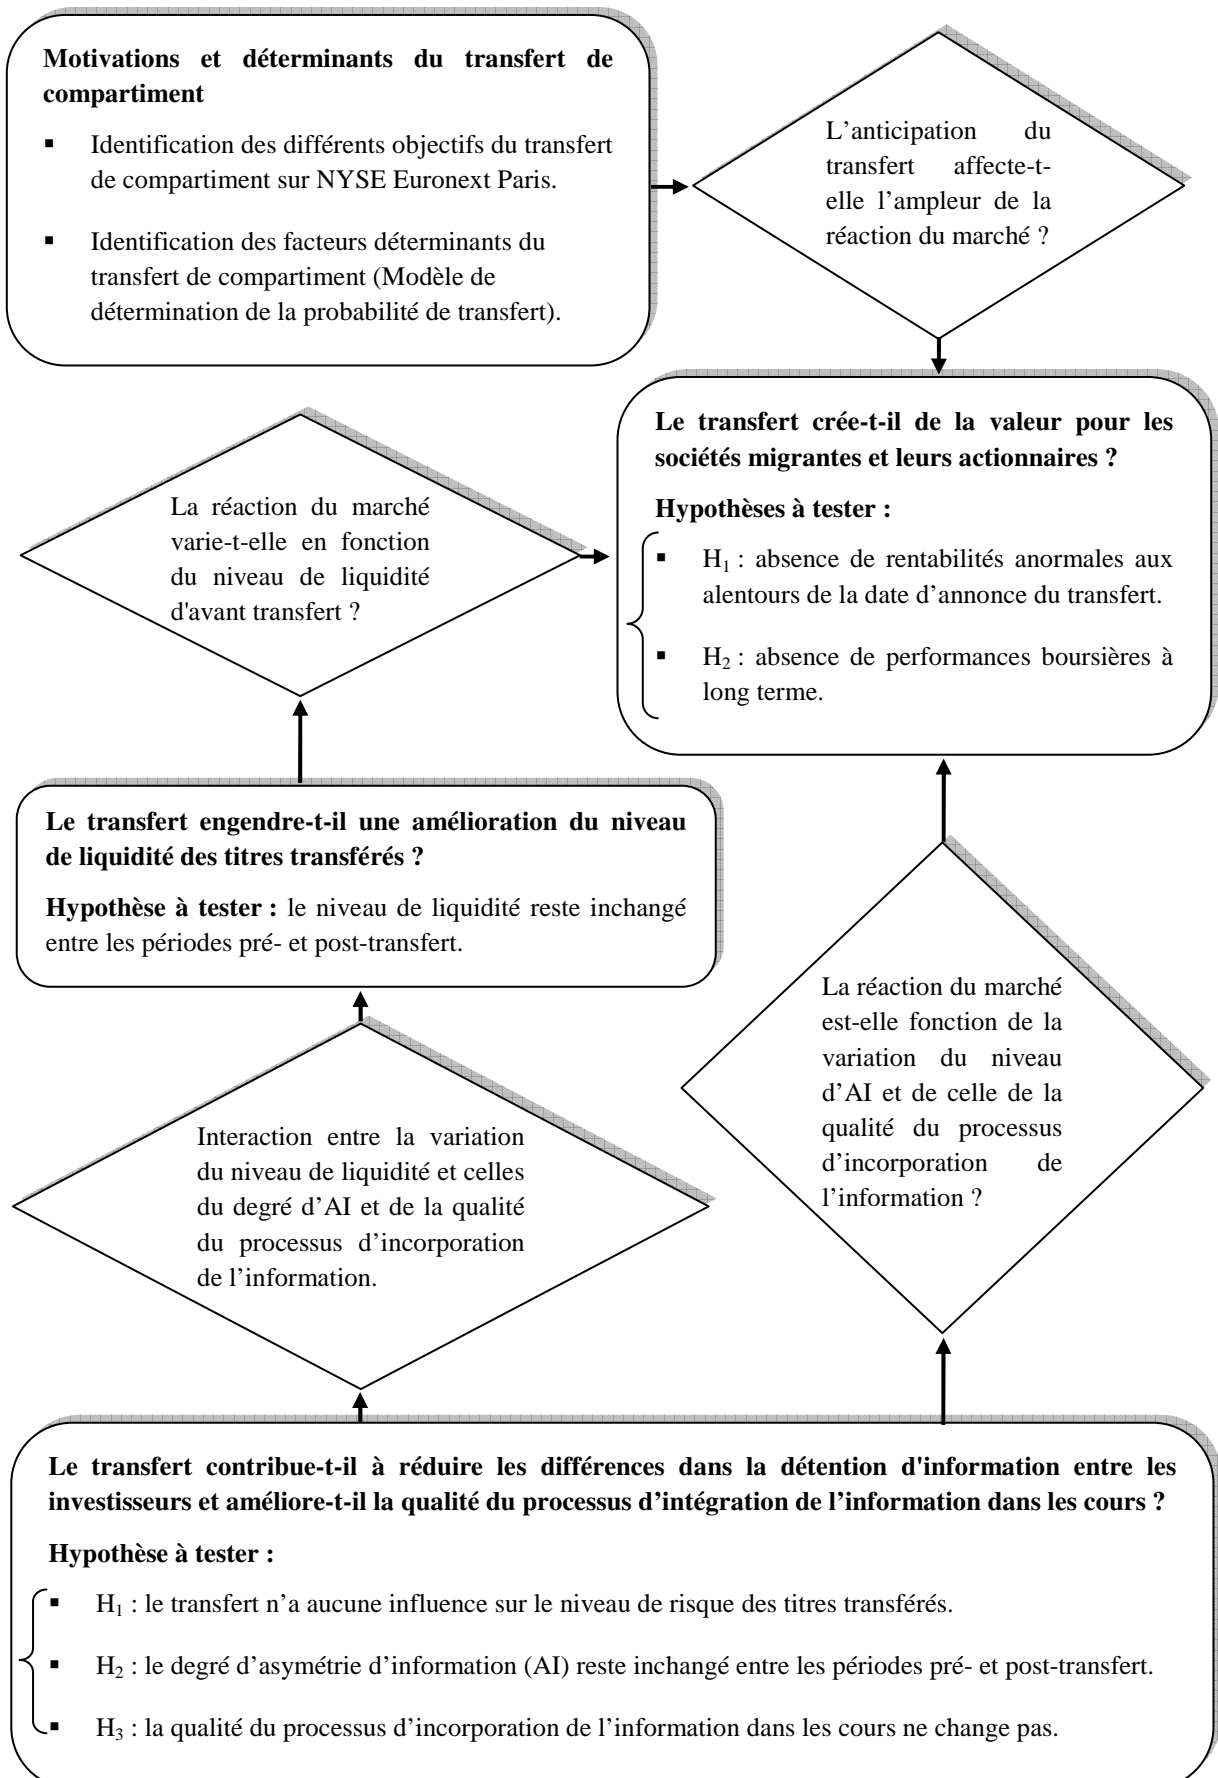 Motivations et déterminants du transfert de
compartiment
▪ Identification des différents objectifs du transfert
de compartiment sur NYSE Euronext Paris.
▪ Identification des facteurs déterminants du
transfert de compartiment (Modèle de
détermination de la probabilité de transfert).
L’anticipation du
transfert affecte-t-
elle l’ampleur de la
réaction du marché ?
Le transfert crée-t-il de la valeur pour les
sociétés migrantes et leurs actionnaires ?
Hypothèses à tester :
▪ H₁ : absence de rentabilités anormales aux
alentours de la date d’annonce du transfert.
▪ H₂ : absence de performances boursières à
long terme.
La réaction du marché
varie-t-elle en fonction
du niveau de liquidité
d'avant transfert ?
Le transfert engendre-t-il une amélioration du niveau
de liquidité des titres transférés ?
Hypothèse à tester : le niveau de liquidité reste inchangé
entre les périodes pré- et post-transfert.
La réaction du marché
est-elle fonction de la
variation du niveau
d’AI et de celle de la
qualité du processus
d’incorporation de
l’information ?
Interaction entre la variation
du niveau de liquidité et celles
du degré d’AI et de la qualité
du processus d’incorporation
de l’information.
Le transfert contribue-t-il à réduire les différences dans la détention d'information entre les
investisseurs et améliore-t-il la qualité du processus d’intégration de l’information dans les cours ?
Hypothèse à tester :
▪ H₁ : le transfert n’a aucune influence sur le niveau de risque des titres transférés.
▪ H₂ : le degré d’asymétrie d’information (AI) reste inchangé entre les périodes pré- et post-transfert.
▪ H₃ : la qualité du processus d’incorporation de l’information dans les cours ne change pas.